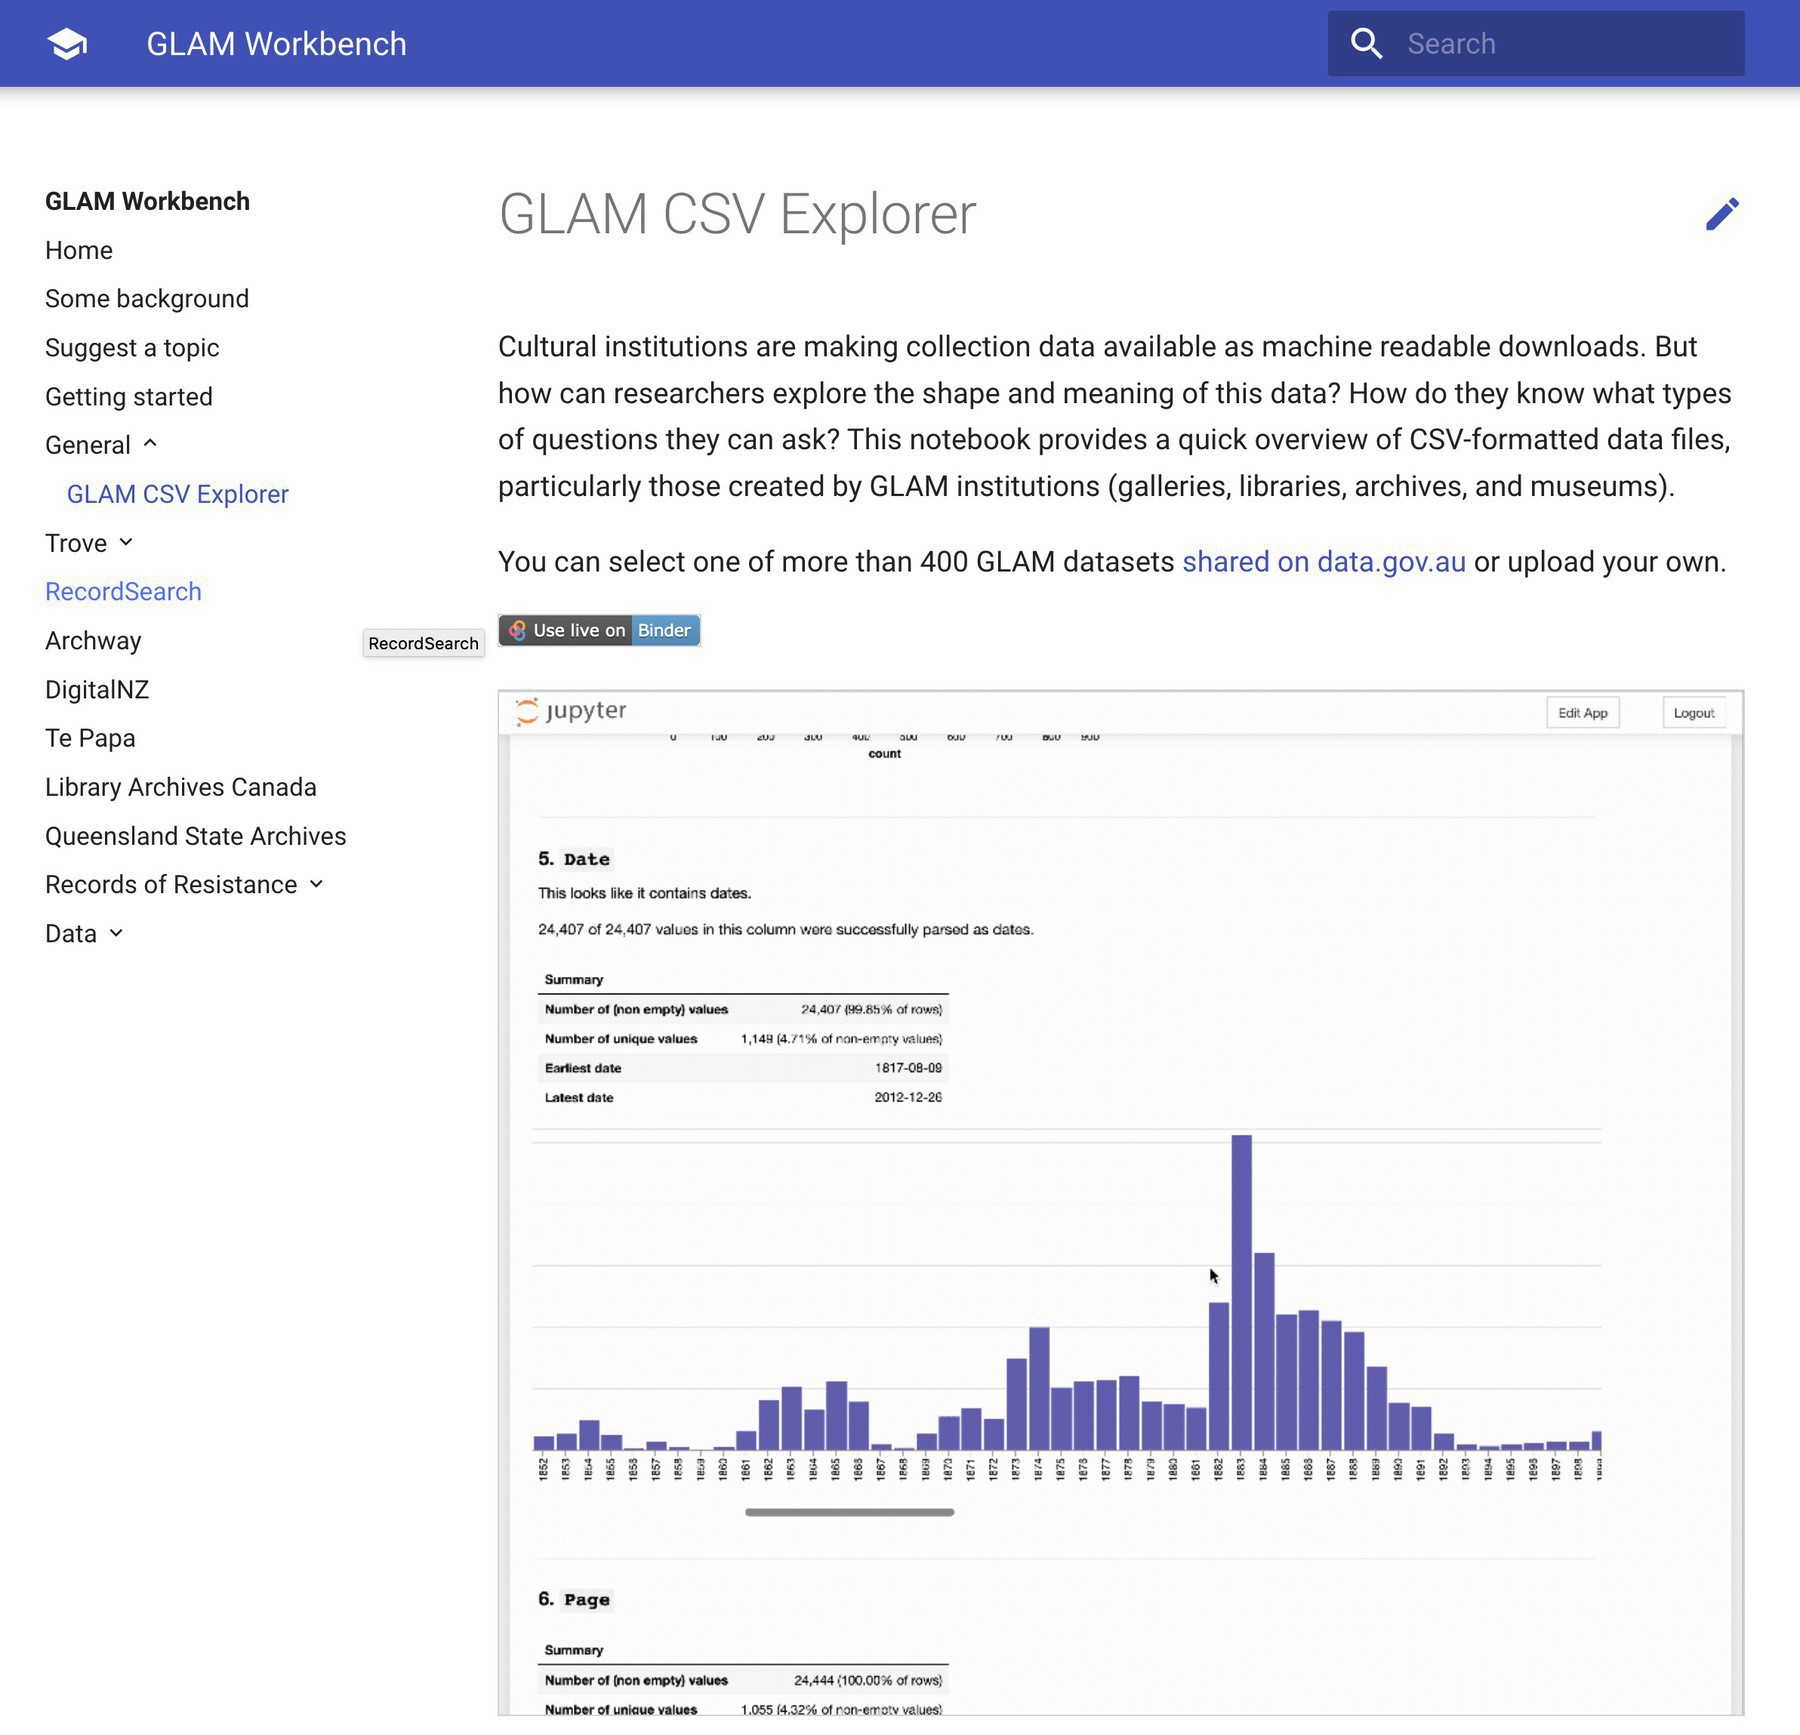 GLAM Workbench
Search
GLAM Workbench
Home
Some background
Suggest a topic
Getting started
General
GLAM CSV Explorer
Trove
RecordSearch
Archway
RecordSearch
DigitalNZ
Te Papa
Library Archives Canada
Queensland State Archives
Records of Resistance
Data
GLAM CSV Explorer
Cultural institutions are making collection data available as machine readable downloads. But
how can researchers explore the shape and meaning of this data? How do they know what types
of questions they can ask? This notebook provides a quick overview of CSV-formatted data files,
particularly those created by GLAM institutions (galleries, libraries, archives, and museums).
You can select one of more than 400 GLAM datasets shared on data.gov.au or upload your own.
Use live on Binder
jupyter
Edit App
Logout
0 100 200 300 400 500 600 700 800 900
count
5. Date
This looks like it contains dates.
24,407 of 24,407 values in this column were successfully parsed as dates.
Summary
Number of (non empty) values 24,407 (99.85% of rows)
Number of unique values 1,149 (4.71% of non-empty values)
Earliest date 1817-08-09
Latest date 2012-12-26
1852 1853 1854 1855 1856 1857 1858 1859 1860 1861 1862 1863 1864 1865 1866 1867 1868 1869 1870 1871 1872 1873 1874 1875 1876 1877 1878 1879 1880 1881 1882 1883 1884 1885 1886 1887 1888 1889 1890 1891 1892 1893 1894 1895 1896 1897 1898
6. Page
Summary
Number of (non empty) values 24,444 (100.00% of rows)
Number of unique values 1,055 (4.32% of non-empty values)